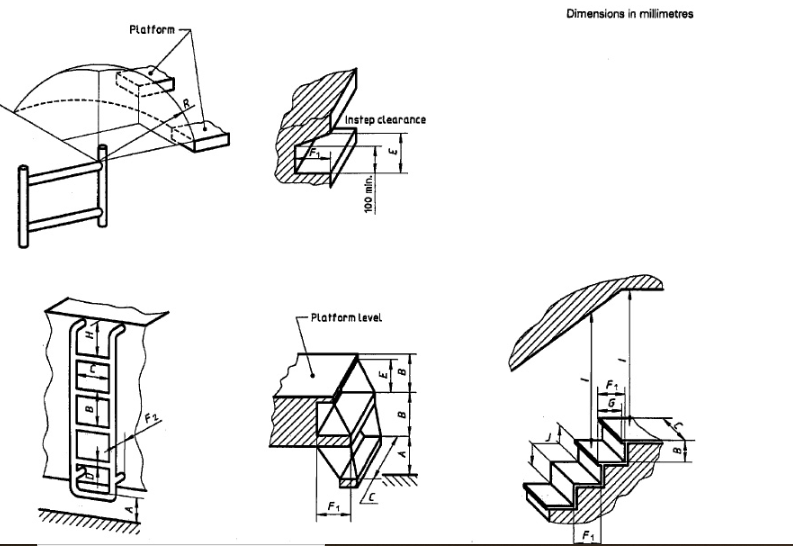 Dimensions in millimetres
Platform
R
Instep clearance
F1
E
100 min.
H
C
B
F2
D
A
Platform level
E
B
B
A
C
F1
I
I
F1
G
C
B
J
F1